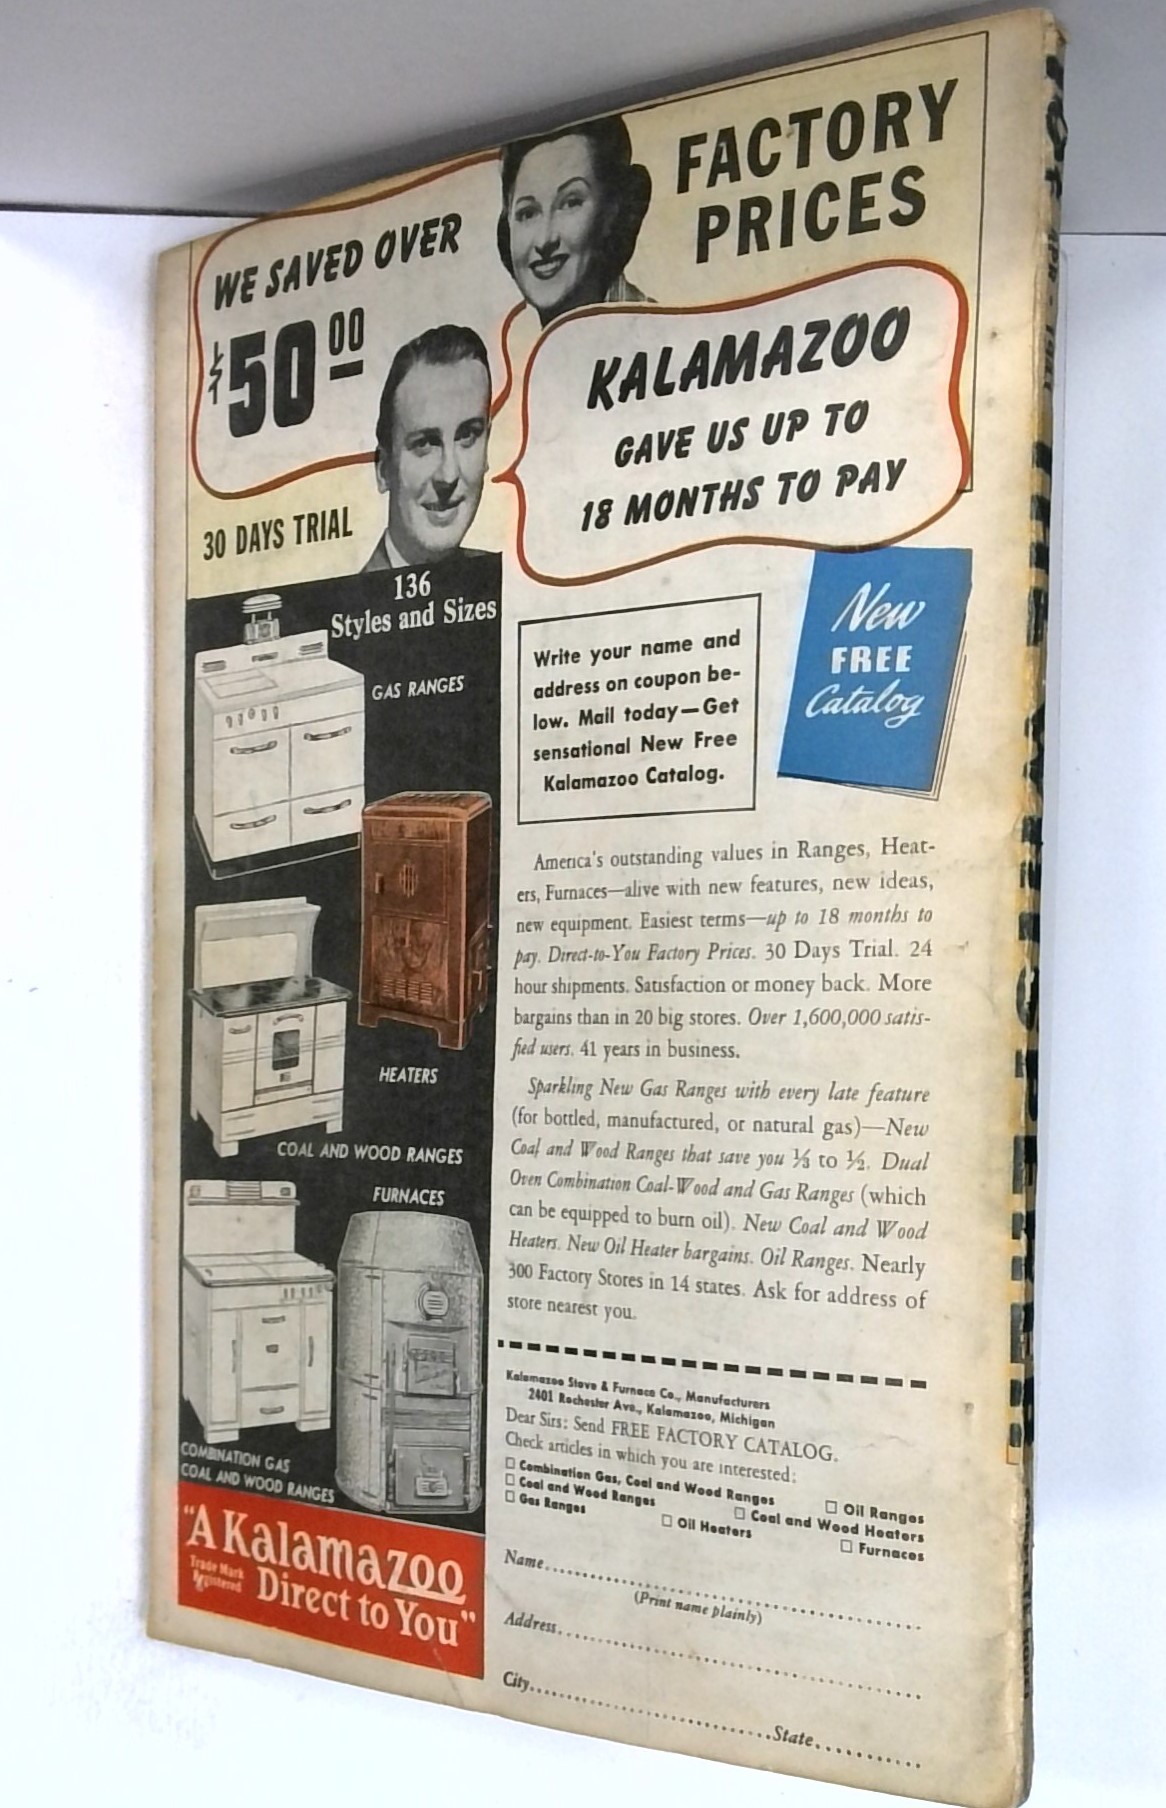 FACTORY
PRICES
WE SAVED OVER
$50 00
KALAMAZOO
GAVE US UP TO
18 MONTHS TO PAY
30 DAYS TRIAL
136
Styles and Sizes
GAS RANGES
HEATERS
COAL AND WOOD RANGES
FURNACES
COMBINATION GAS
COAL AND WOOD RANGES
"A Kalamazoo
Trade Mark
Registered
Direct to You"
New
FREE
Catalog
Write your name and
address on coupon be-
low. Mail today—Get
sensational New Free
Kalamazoo Catalog.
America's outstanding values in Ranges, Heat-
ers, Furnaces—alive with new features, new ideas,
new equipment. Easiest terms—up to 18 months to
pay. Direct-to-You Factory Prices. 30 Days Trial. 24
hour shipments. Satisfaction or money back. More
bargains than in 20 big stores. Over 1,600,000 satis-
fied users. 41 years in business.
Sparkling New Gas Ranges with every late feature
(for bottled, manufactured, or natural gas)—New
Coal and Wood Ranges that save you ⅓ to ½. Dual
Oven Combination Coal-Wood and Gas Ranges (which
can be equipped to burn oil). New Coal and Wood
Heaters. New Oil Heater bargains. Oil Ranges. Nearly
300 Factory Stores in 14 states. Ask for address of
store nearest you.
Kalamazoo Stove & Furnace Co., Manufacturers
2401 Rochester Ave., Kalamazoo, Michigan
Dear Sirs: Send FREE FACTORY CATALOG.
Check articles in which you are interested:
☐ Combination Gas, Coal and Wood Ranges ☐ Oil Ranges
☐ Coal and Wood Ranges ☐ Coal and Wood Heaters
☐ Gas Ranges ☐ Oil Heaters ☐ Furnaces
Name
(Print name plainly)
Address
City State